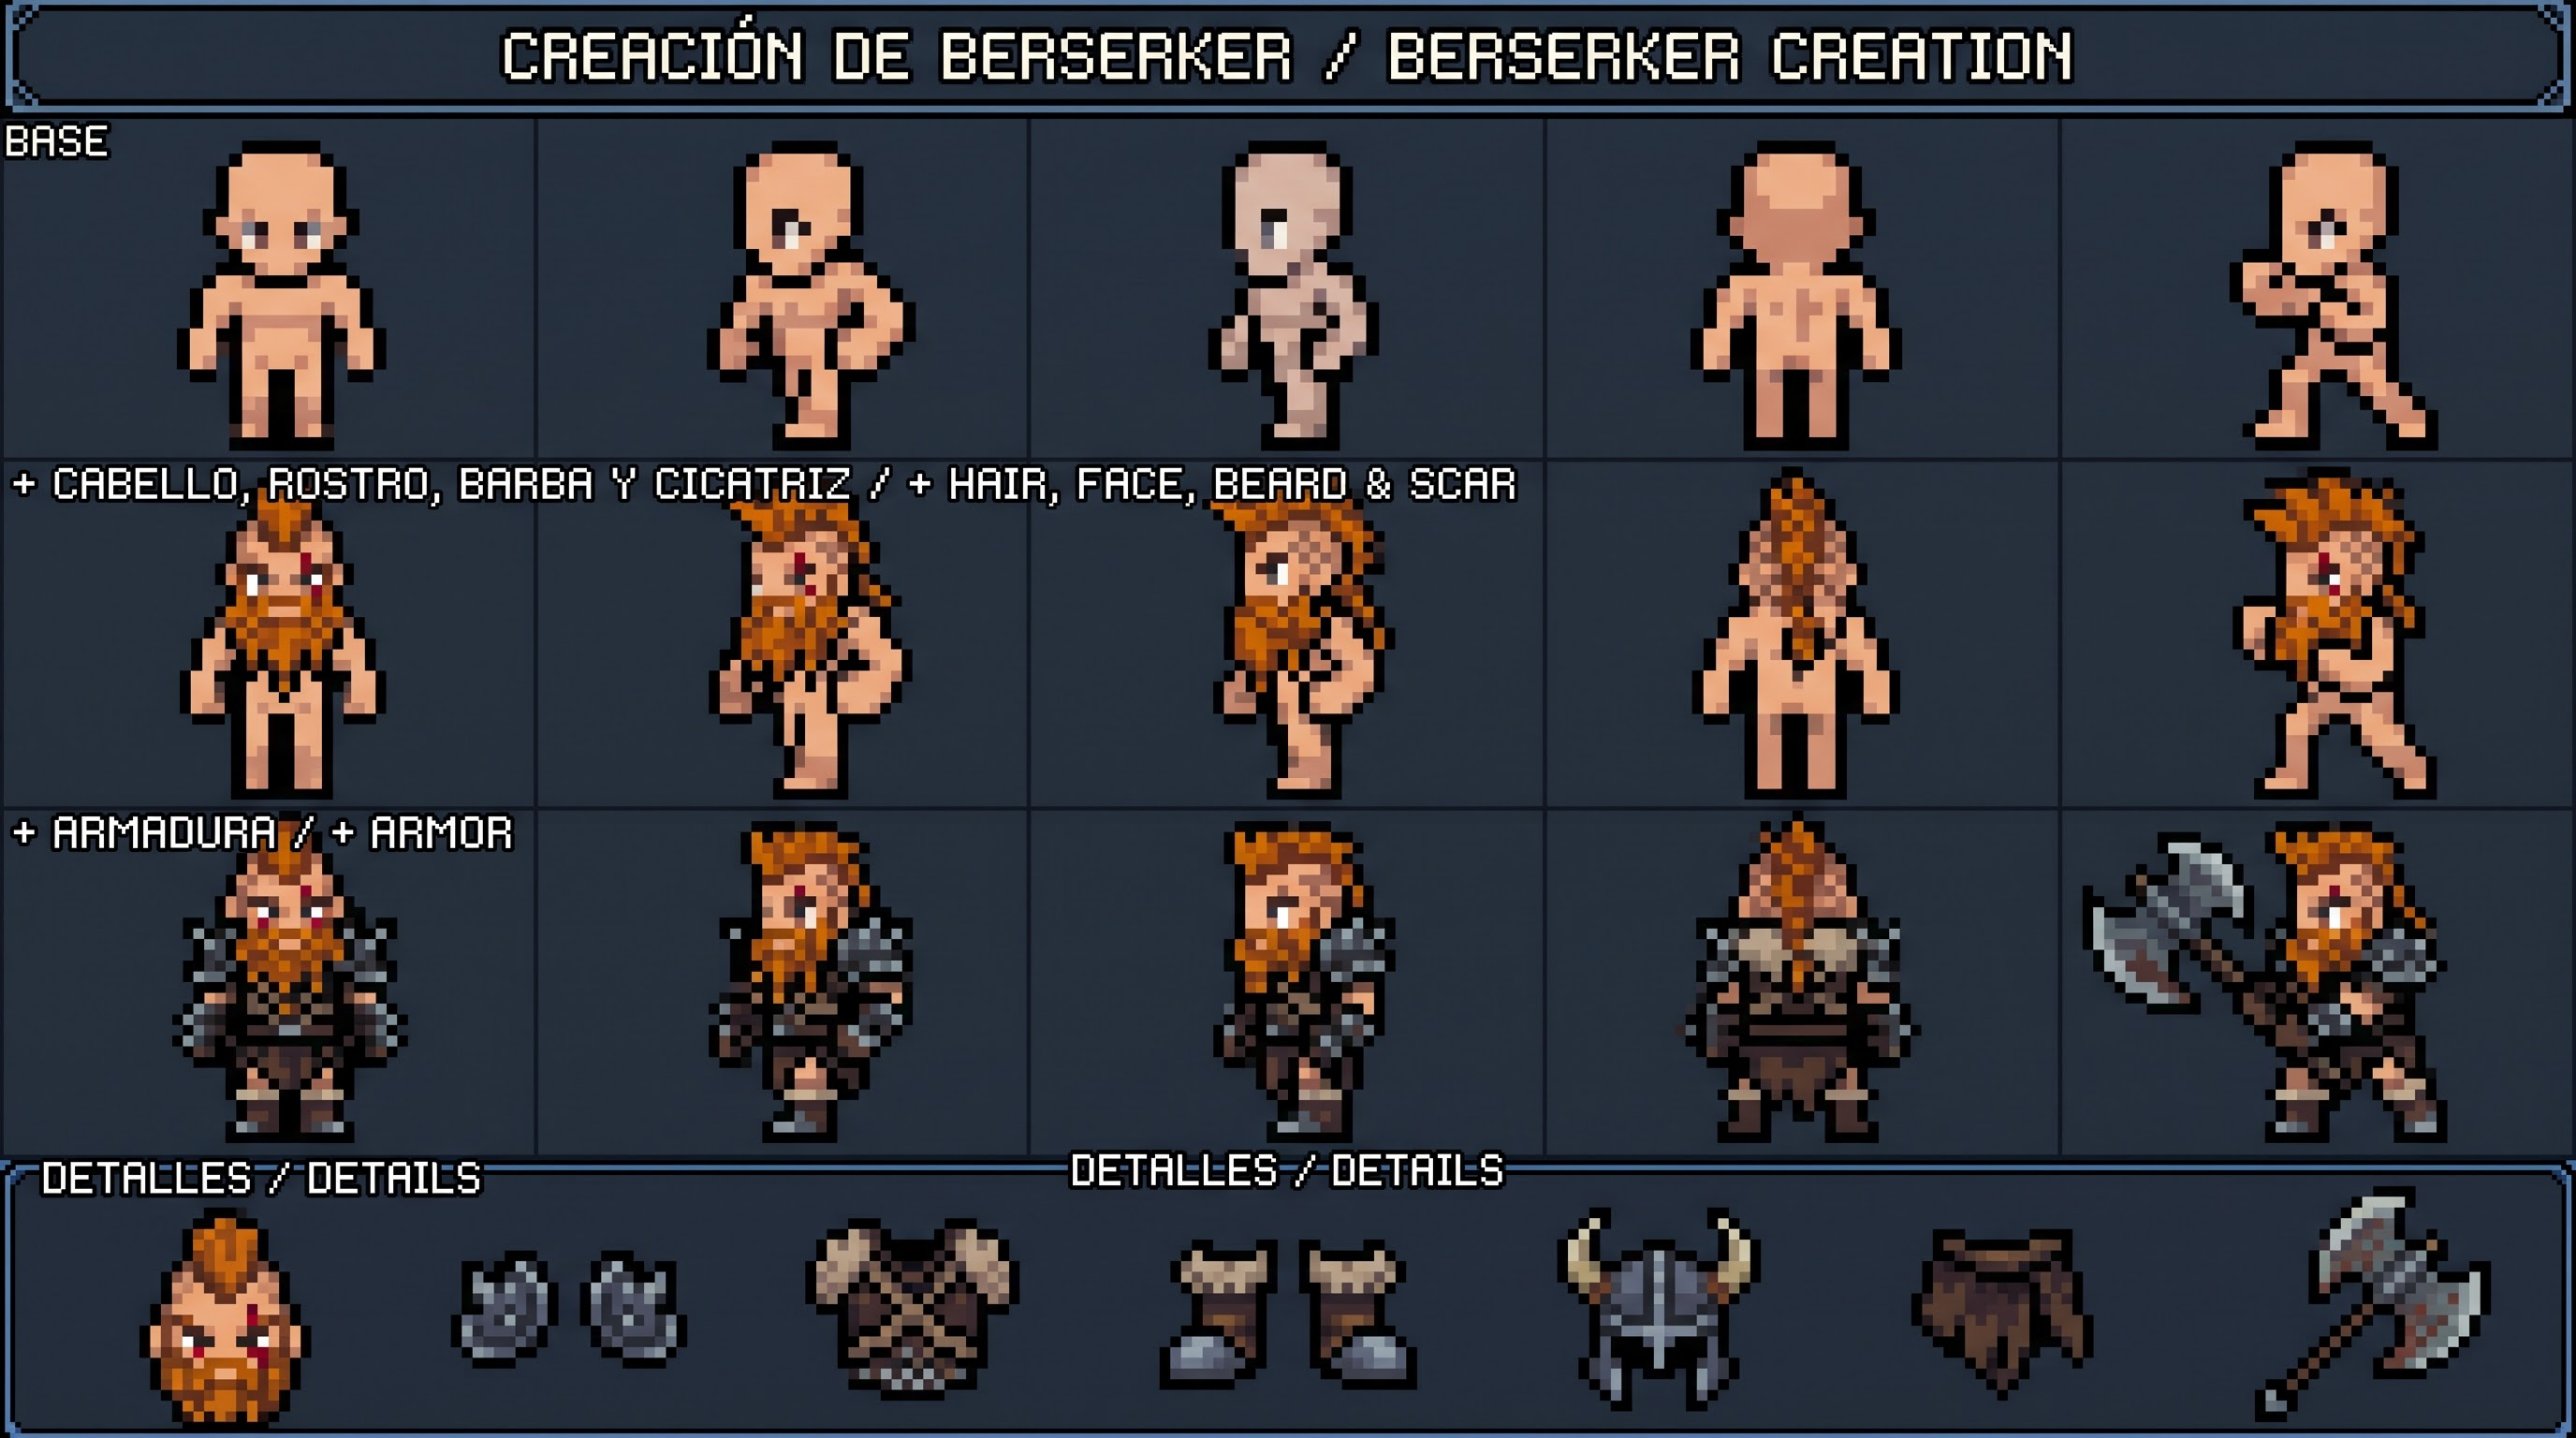 CREACIÓN DE BERSERKER / BERSERKER CREATION
BASE
+ CABELLO, ROSTRO, BARBA Y CICATRIZ / + HAIR, FACE, BEARD & SCAR
+ ARMADURA / + ARMOR
DETALLES / DETAILS
DETALLES / DETAILS